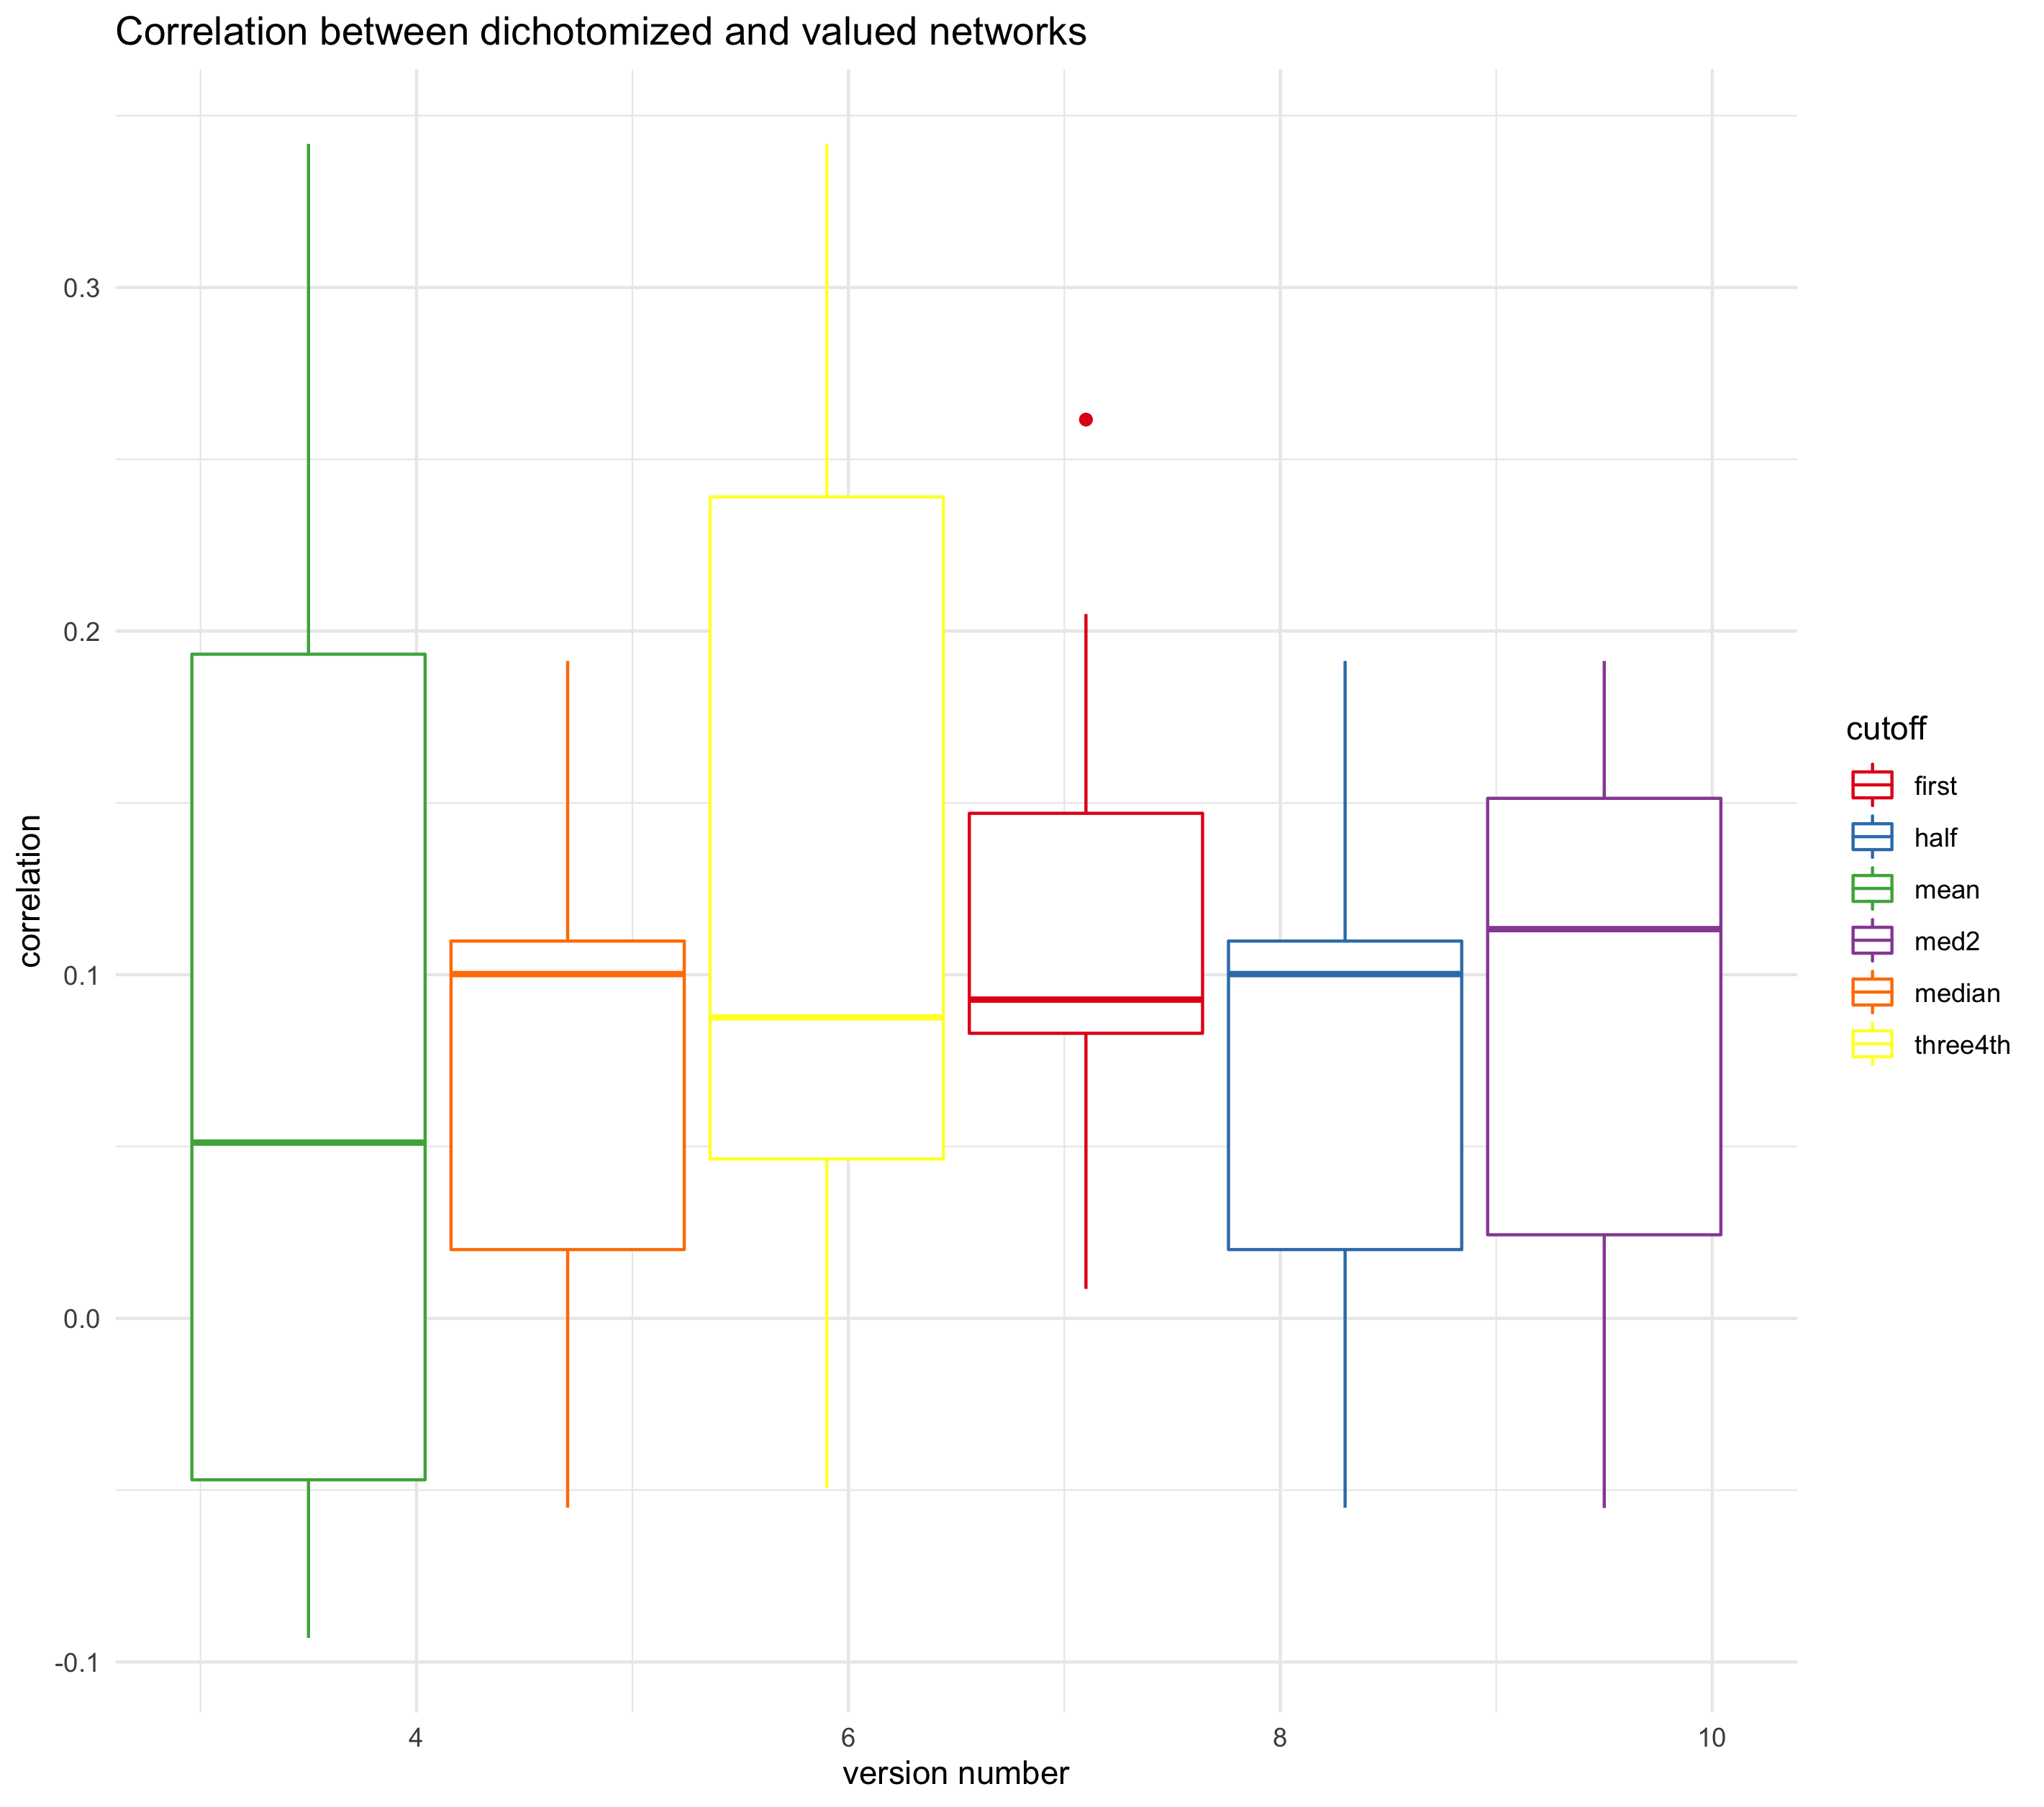 Correlation between dichotomized and valued networks
0.3
0.2
0.1
0.0
-0.1
correlation
4 6 8 10
version number
cutoff
first
half
mean
med2
median
three4th